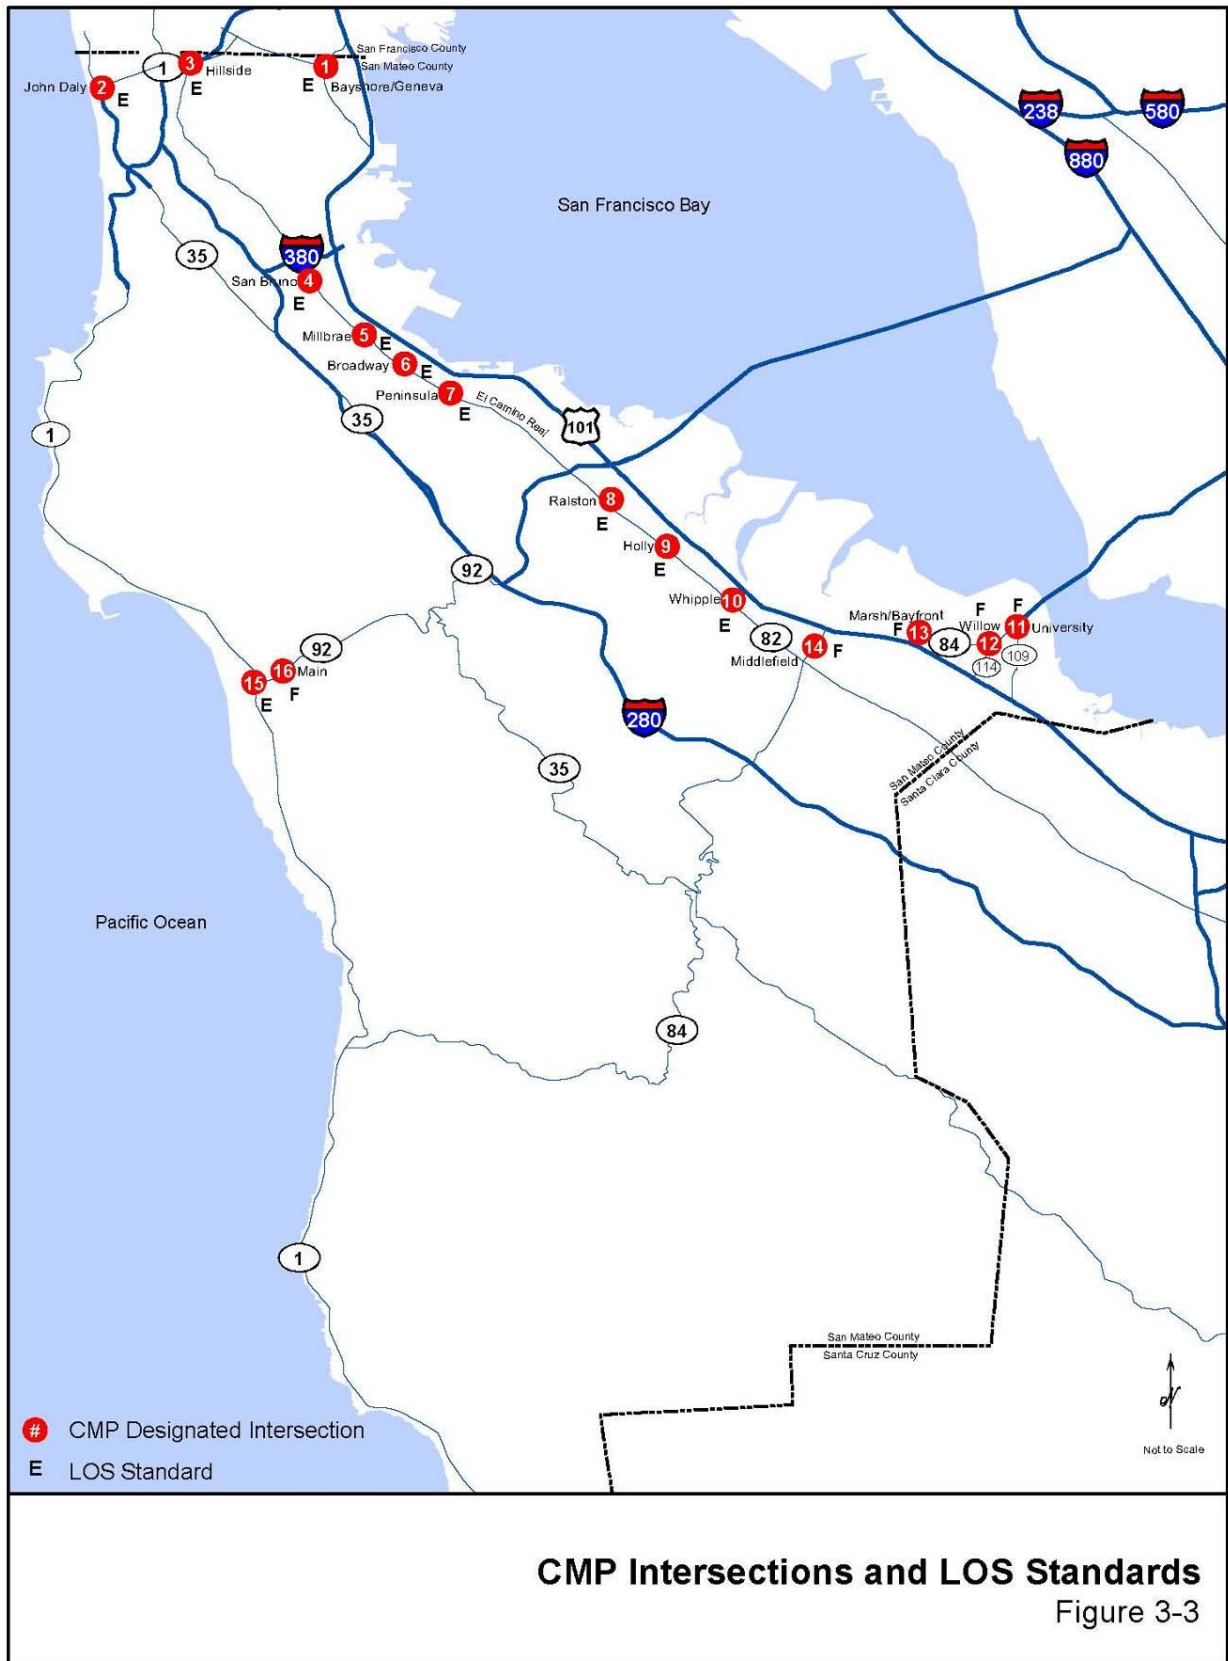 San Francisco County
San Mateo County
1
3
Hillside
E
1
E
Bayshore/Geneva
John Daly
2
E
238
580
880
San Francisco Bay
35
380
San Bruno
4
E
Millbrae
5
E
Broadway
6
E
Peninsula
7
E
El Camino Real
101
1
35
Ralston
8
E
Holly
9
E
92
Whipple
10
E
82
Middlefield
14
F
Marsh/Bayfront
F
13
84
F
Willow
12
F
11
University
114
109
92
15
E
16
Main
F
280
San Mateo County
Santa Clara County
35
Pacific Ocean
84
1
San Mateo County
Santa Cruz County
N
Not to Scale
# CMP Designated Intersection
E LOS Standard
CMP Intersections and LOS Standards
Figure 3-3